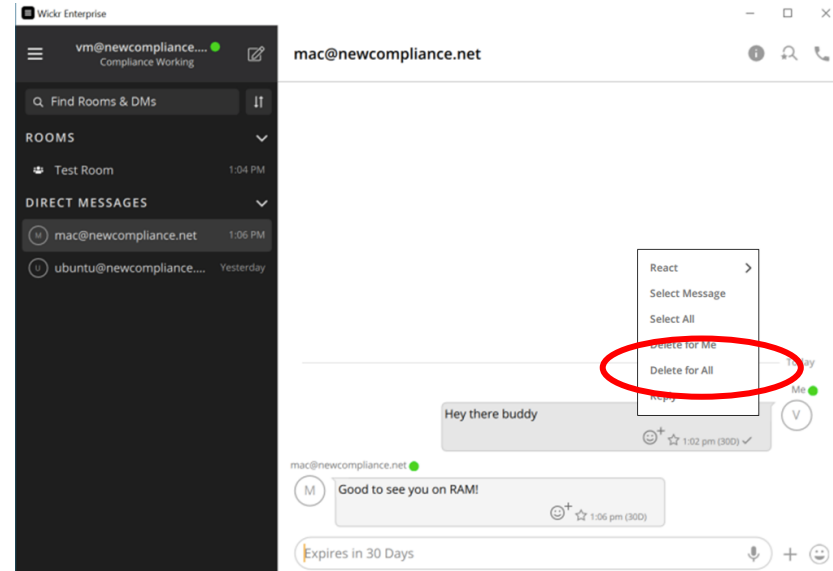 Wickr Enterprise
vm@newcompliance....
Compliance Working
mac@newcompliance.net
Find Rooms & DMs
ROOMS
Test Room 1:04 PM
DIRECT MESSAGES
M mac@newcompliance.net 1:06 PM
U ubuntu@newcompliance.... Yesterday
React
Select Message
Select All
Delete for Me
Delete for All
Reply
Today
Me
Hey there buddy
V
1:02 pm (30D)
mac@newcompliance.net
M
Good to see you on RAM!
1:06 pm (30D)
Expires in 30 Days